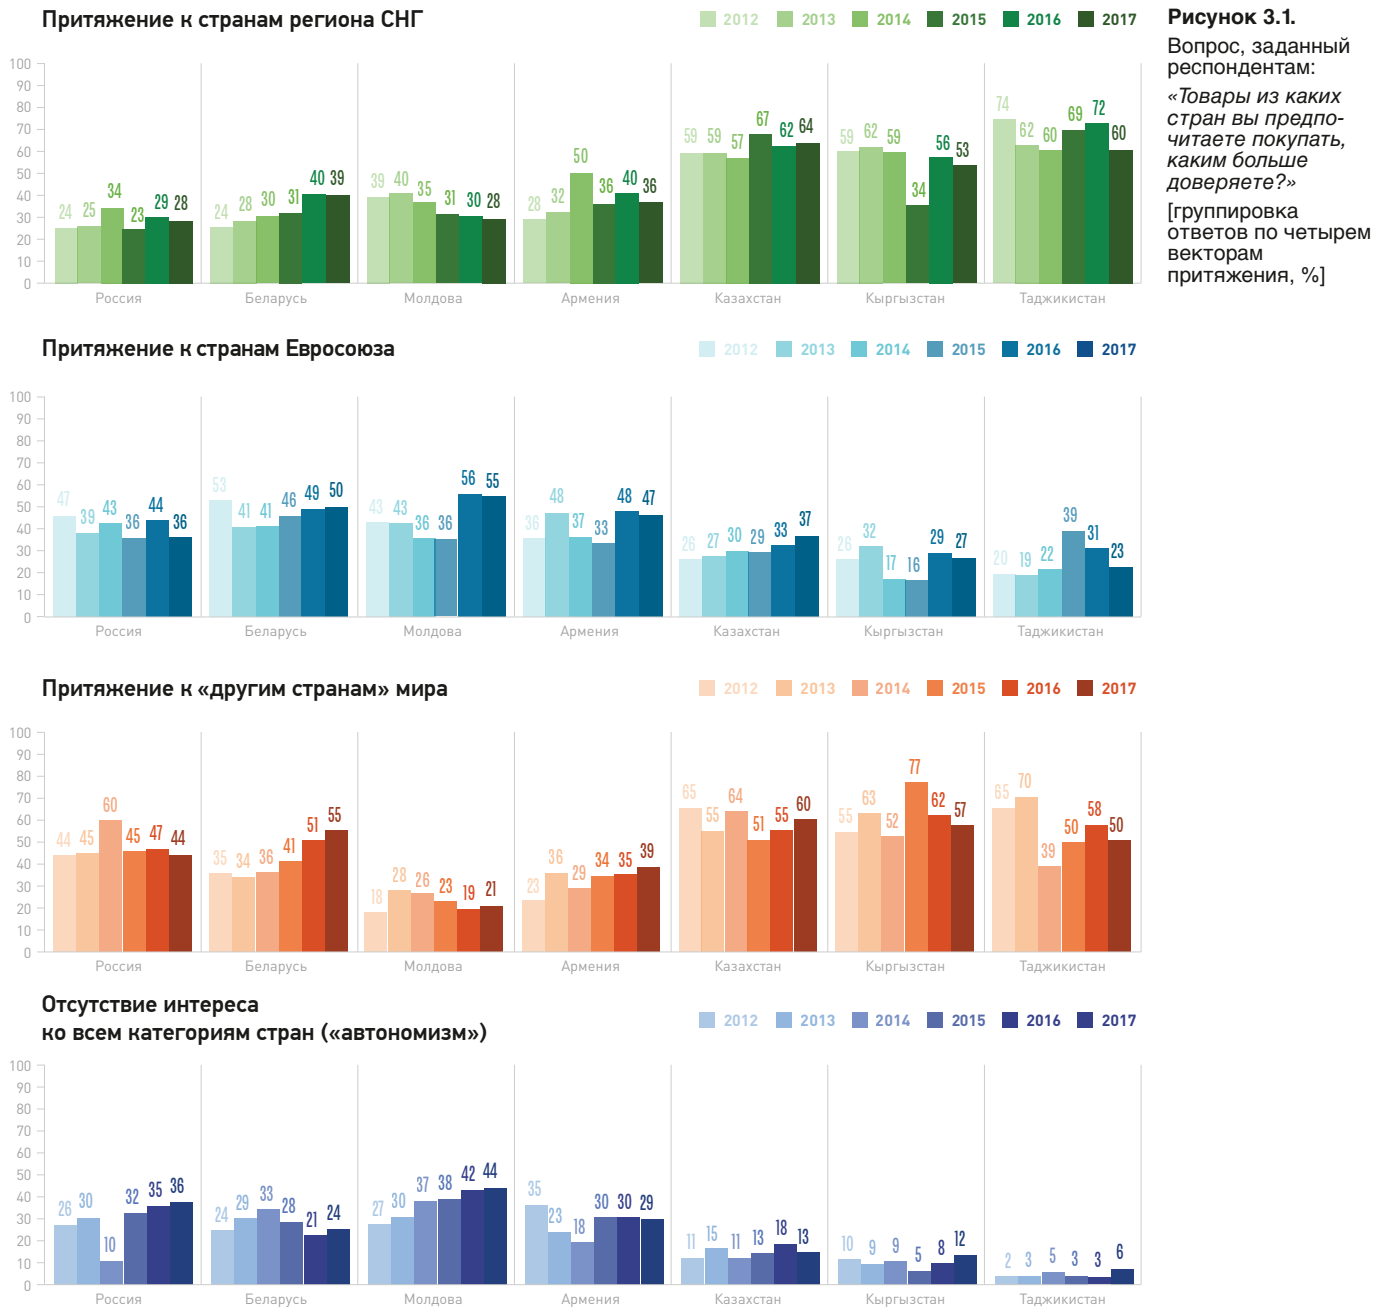 Притяжение к странам региона СНГ
2012 2013 2014 2015 2016 2017
100
90
80
70
60
50
40
30
20
10
0
24 25 34 23 29 28
24 28 30 31 40 39
39 40 35 31 30 28
28 32 50 36 40 36
59 59 57 67 62 64
59 62 59 34 56 53
74 62 60 69 72 60
Россия Беларусь Молдова Армения Казахстан Кыргызстан Таджикистан
Рисунок 3.1.
Вопрос, заданный
респондентам:
«Товары из каких
стран вы предпо-
читаете покупать,
каким больше
доверяете?»
[группировка
ответов по четырем
векторам
притяжения, %]
Притяжение к странам Евросоюза
2012 2013 2014 2015 2016 2017
100
90
80
70
60
50
40
30
20
10
0
47 39 43 36 44 36
53 41 41 46 49 50
43 43 36 36 56 55
36 48 37 33 48 47
26 27 30 29 33 37
26 32 17 16 29 27
20 19 22 39 31 23
Россия Беларусь Молдова Армения Казахстан Кыргызстан Таджикистан
Притяжение к «другим странам» мира
2012 2013 2014 2015 2016 2017
100
90
80
70
60
50
40
30
20
10
0
44 45 60 45 47 44
35 34 36 41 51 55
18 28 26 23 19 21
23 36 29 34 35 39
65 55 64 51 55 60
55 63 52 77 62 57
65 70 39 50 58 50
Россия Беларусь Молдова Армения Казахстан Кыргызстан Таджикистан
Отсутствие интереса
ко всем категориям стран («автономизм»)
2012 2013 2014 2015 2016 2017
100
90
80
70
60
50
40
30
20
10
0
26 30 10 32 35 36
24 29 33 28 21 24
27 30 37 38 42 44
35 23 18 30 30 29
11 15 11 13 18 13
10 9 9 5 8 12
2 3 5 3 3 6
Россия Беларусь Молдова Армения Казахстан Кыргызстан Таджикистан